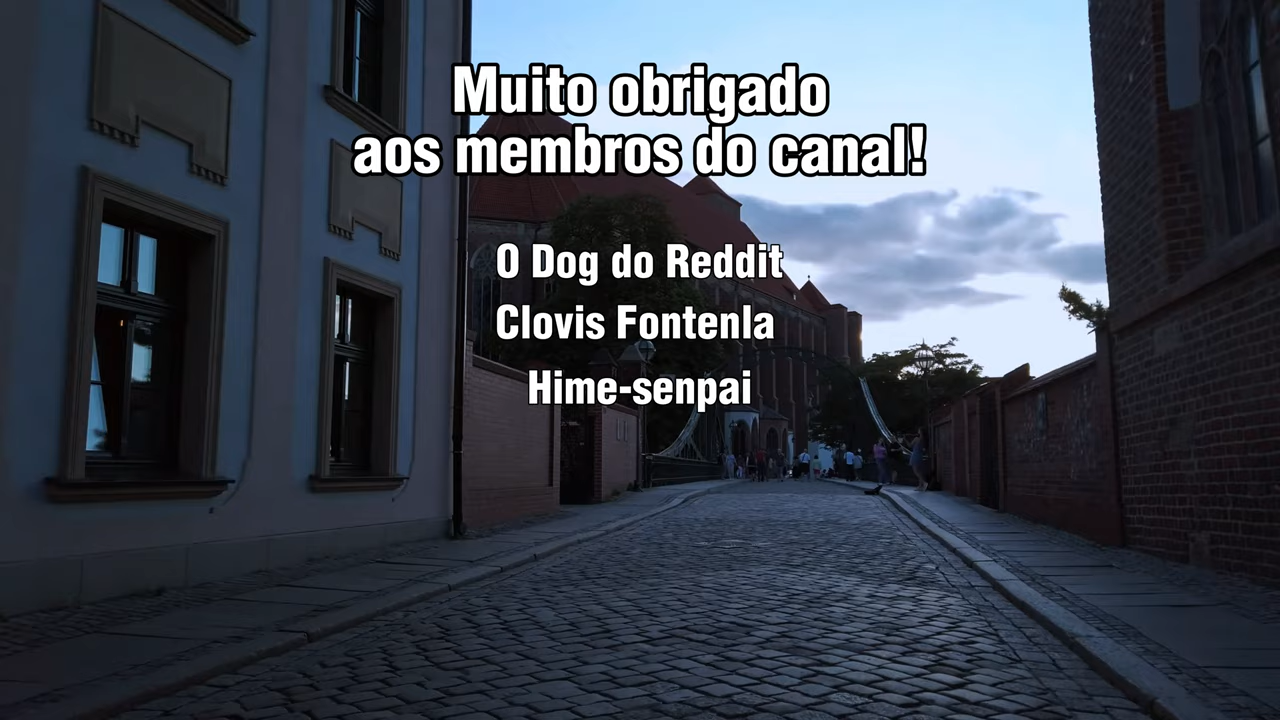 Muito obrigado
aos membros do canal!
O Dog do Reddit
Clovis Fontenla
Hime-senpai